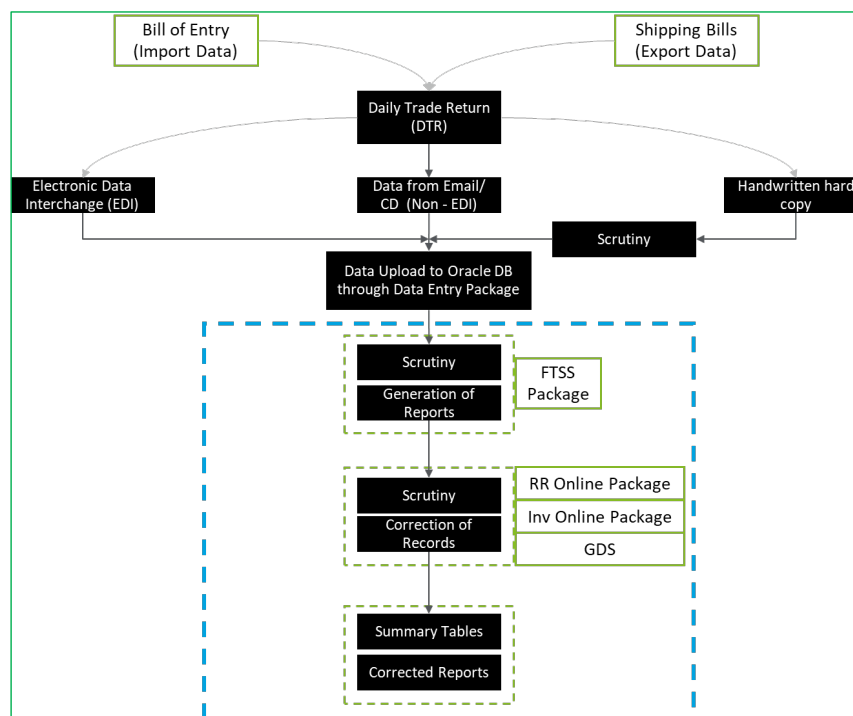 Bill of Entry
(Import Data)
Shipping Bills
(Export Data)
Daily Trade Return
(DTR)
Electronic Data
Interchange (EDI)
Data from Email/
CD (Non - EDI)
Handwritten hard
copy
Scrutiny
Data Upload to Oracle DB
through Data Entry Package
Scrutiny
Generation of
Reports
FTSS
Package
Scrutiny
Correction of
Records
RR Online Package
Inv Online Package
GDS
Summary Tables
Corrected Reports